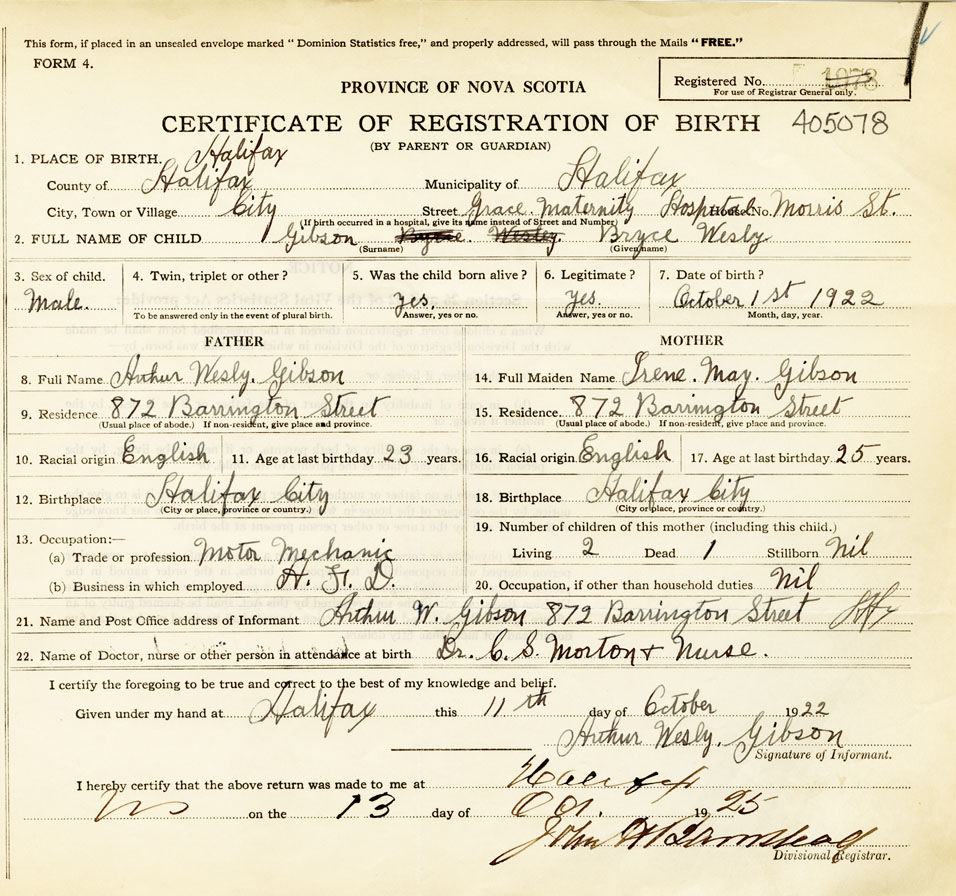 This form, if placed in an unsealed envelope marked "Dominion Statistics free," and properly addressed, will pass through the Mails "FREE."
FORM 4.
Registered No. 1078
For use of Registrar General only.
PROVINCE OF NOVA SCOTIA
CERTIFICATE OF REGISTRATION OF BIRTH 405078
(BY PARENT OR GUARDIAN)
1. PLACE OF BIRTH. Halifax
County of Halifax Municipality of Halifax
City, Town or Village City Street Grace Maternity Hospital House No. Morris St.
(If birth occurred in a hospital, give its name instead of Street and Number)
2. FULL NAME OF CHILD Gibson Bryce. Wesley. Bryce Wesly
(Surname) (Given name)
3. Sex of child. 4. Twin, triplet or other? 5. Was the child born alive? 6. Legitimate? 7. Date of birth?
Male. yes. yes. October 1st 1922
To be answered only in the event of plural birth. Answer, yes or no. Answer, yes or no. Month, day, year.
FATHER MOTHER
8. Full Name Arthur Wesly. Gibson 14. Full Maiden Name Irene. May. Gibson
9. Residence 872 Barrington Street 15. Residence 872 Barrington Street
(Usual place of abode.) If non-resident, give place and province. (Usual place of abode.) If non-resident, give place and province.
10. Racial origin English 11. Age at last birthday 23 years. 16. Racial origin English 17. Age at last birthday 25 years.
12. Birthplace Halifax City 18. Birthplace Halifax City
(City or place, province or country.) (City or place, province or country.)
13. Occupation:— 19. Number of children of this mother (including this child.)
(a) Trade or profession Motor Mechanic Living 2 Dead 1 Stillborn Nil
(b) Business in which employed H. F. D. 20. Occupation, if other than household duties Nil
21. Name and Post Office address of Informant Arthur W. Gibson 872 Barrington Street Hfx
22. Name of Doctor, nurse or other person in attendance at birth Dr. C. S. Morton + Nurse.
I certify the foregoing to be true and correct to the best of my knowledge and belief.
Given under my hand at Halifax this 11th day of October 1922
Arthur Wesly. Gibson
Signature of Informant.
I hereby certify that the above return was made to me at Halifax
NS on the 13 day of Oct. 1925
John
Divisional Registrar.